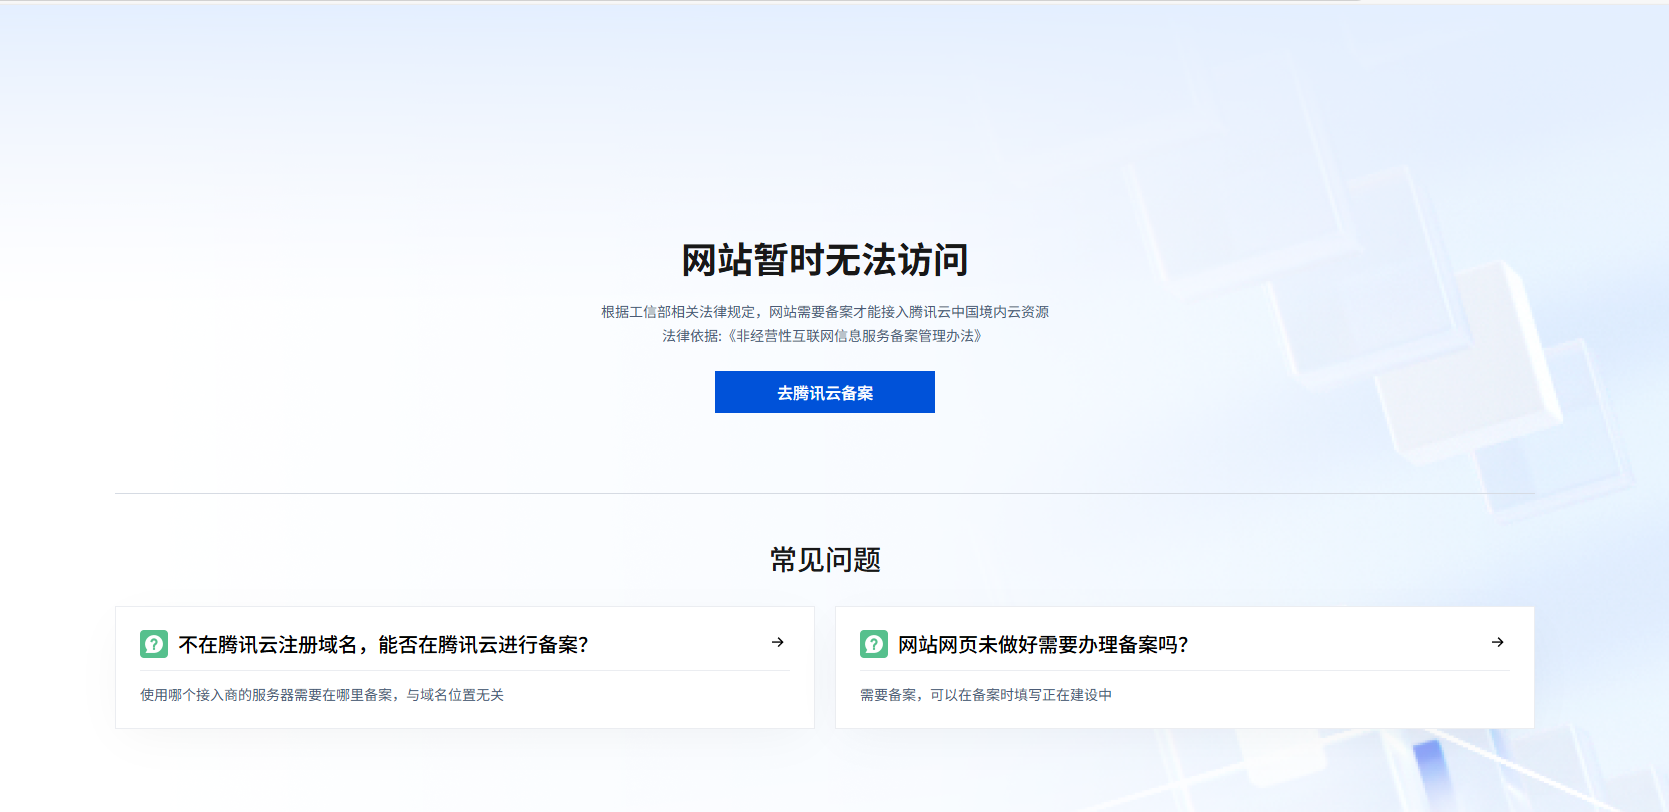 网站暂时无法访问
根据工信部相关法律规定，网站需要备案才能接入腾讯云中国境内云资源
法律依据:《非经营性互联网信息服务备案管理办法》
去腾讯云备案
常见问题
不在腾讯云注册域名，能否在腾讯云进行备案？
使用哪个接入商的服务器需要在哪里备案，与域名位置无关
网站网页未做好需要办理备案吗？
需要备案，可以在备案时填写正在建设中